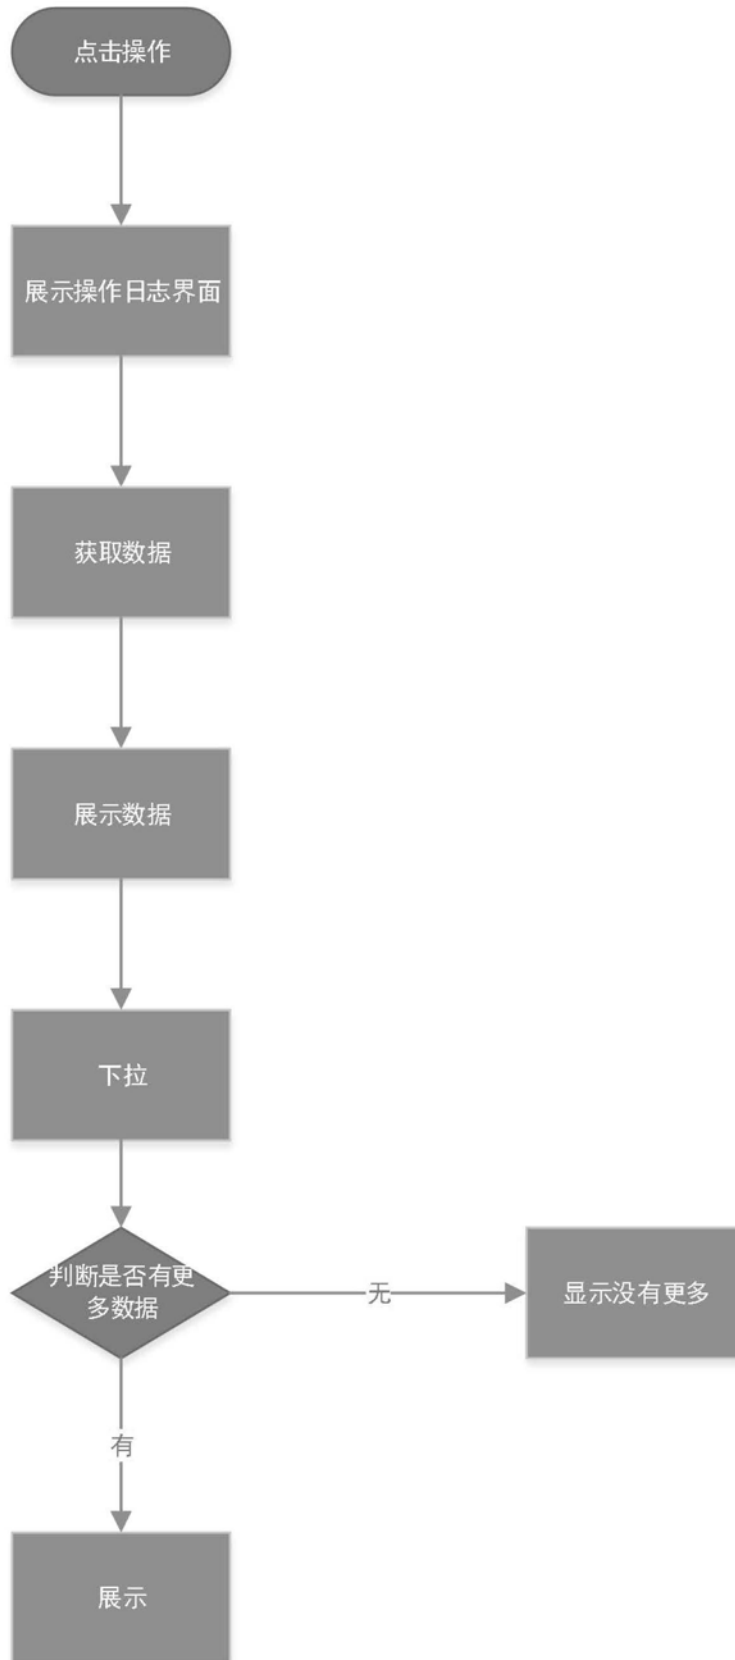 点击操作
展示操作日志界面
获取数据
展示数据
下拉
判断是否有更
多数据
无
显示没有更多
有
展示